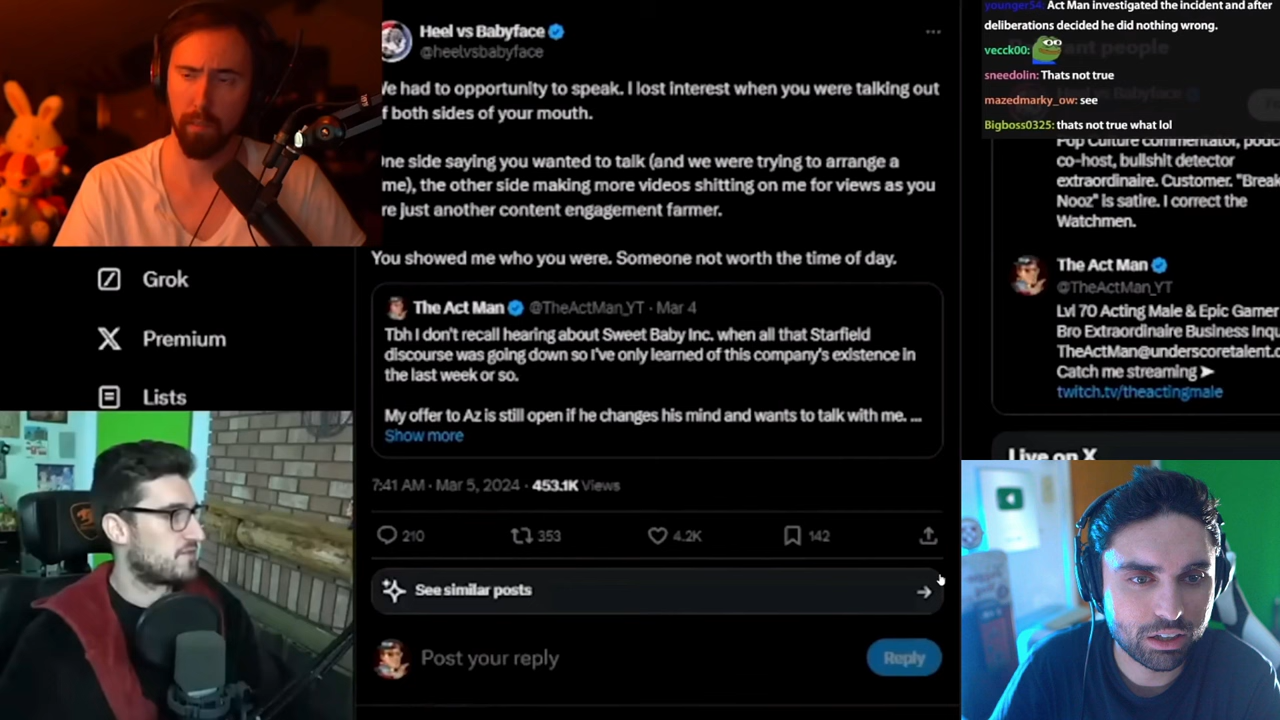 Heel vs Babyface
@heelvsbabyface
e had to opportunity to speak. I lost interest when you were talking out
f both sides of your mouth.
ne side saying you wanted to talk (and we were trying to arrange a
me), the other side making more videos shitting on me for views as you
re just another content engagement farmer.
You showed me who you were. Someone not worth the time of day.
The Act Man @TheActMan_YT · Mar 4
Tbh I don't recall hearing about Sweet Baby Inc. when all that Starfield
discourse was going down so I've only learned of this company's existence in
the last week or so.
My offer to Az is still open if he changes his mind and wants to talk with me. ...
Show more
7:41 AM · Mar 5, 2024 · 453.1K Views
210 353 4.2K 142
See similar posts
Post your reply
Reply
Grok
Premium
Lists
younger54: Act Man investigated the incident and after
deliberations decided he did nothing wrong.
vecck00:
sneedolin: Thats not true
mazedmarky_ow: see
Bigboss0325: thats not true what lol
people
Pop Culture commentator, podc
co-host, bullshit detector
extraordinaire. Customer. "Break
Nooz" is satire. I correct the
Watchmen.
The Act Man
@TheActMan_YT
Lvl 70 Acting Male & Epic Gamer
Bro Extraordinaire Business Inqu
TheActMan@underscoretalent.c
Catch me streaming ➤
twitch.tv/theactingmale
Live on X